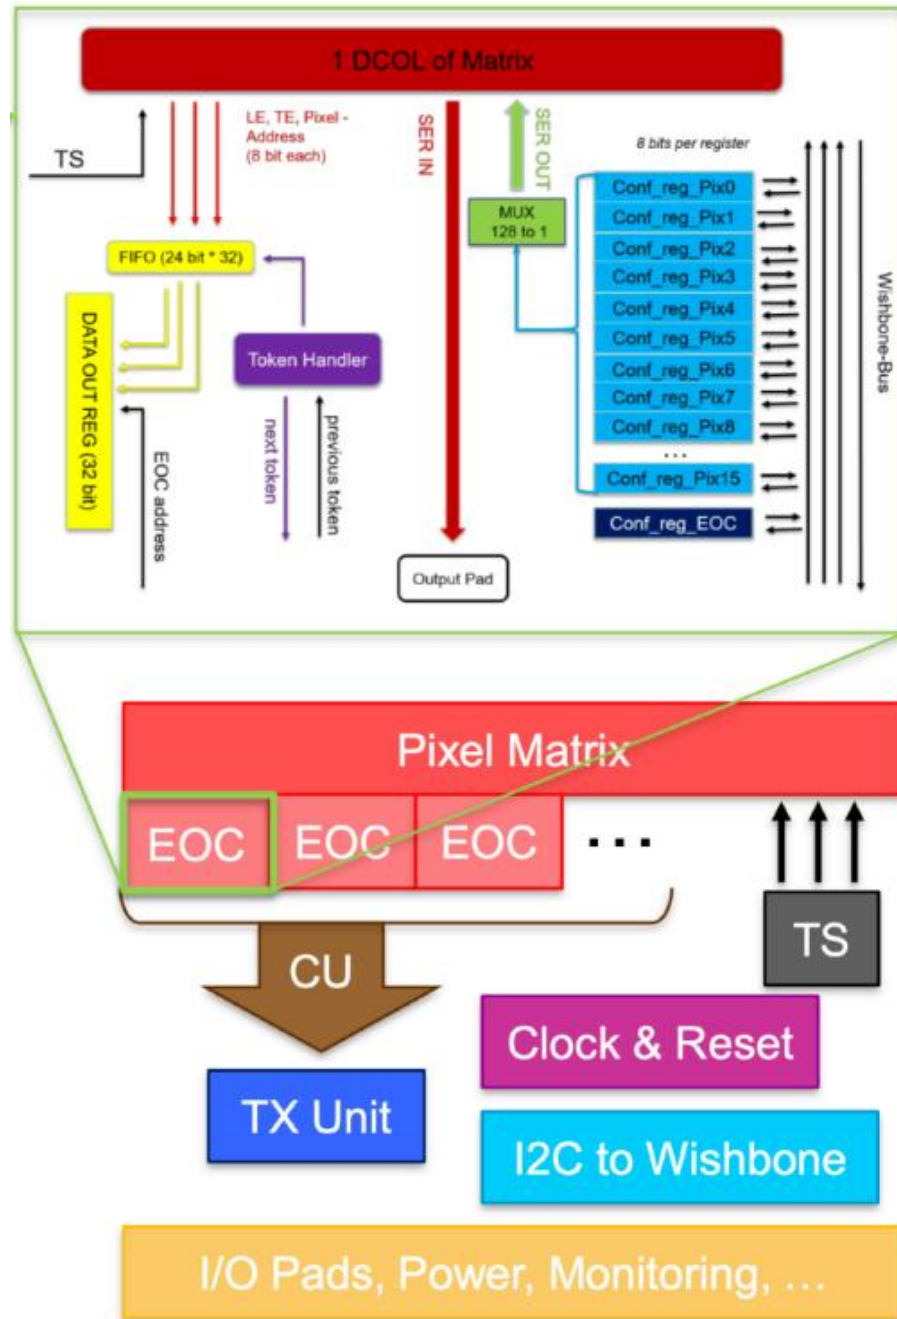 1 DCOL of Matrix
TS
LE, TE, Pixel -
Address
(8 bit each)
SER IN
SER OUT
8 bits per register
MUX
128 to 1
Conf_reg_Pix0
Conf_reg_Pix1
Conf_reg_Pix2
Conf_reg_Pix3
Conf_reg_Pix4
Conf_reg_Pix5
Conf_reg_Pix6
Conf_reg_Pix7
Conf_reg_Pix8
...
Conf_reg_Pix15
Conf_reg_EOC
Wishbone-Bus
FIFO (24 bit * 32)
DATA OUT REG (32 bit)
EOC address
Token Handler
next token
previous token
Output Pad
Pixel Matrix
EOC
EOC
EOC
...
TS
CU
Clock & Reset
TX Unit
I2C to Wishbone
I/O Pads, Power, Monitoring, ...